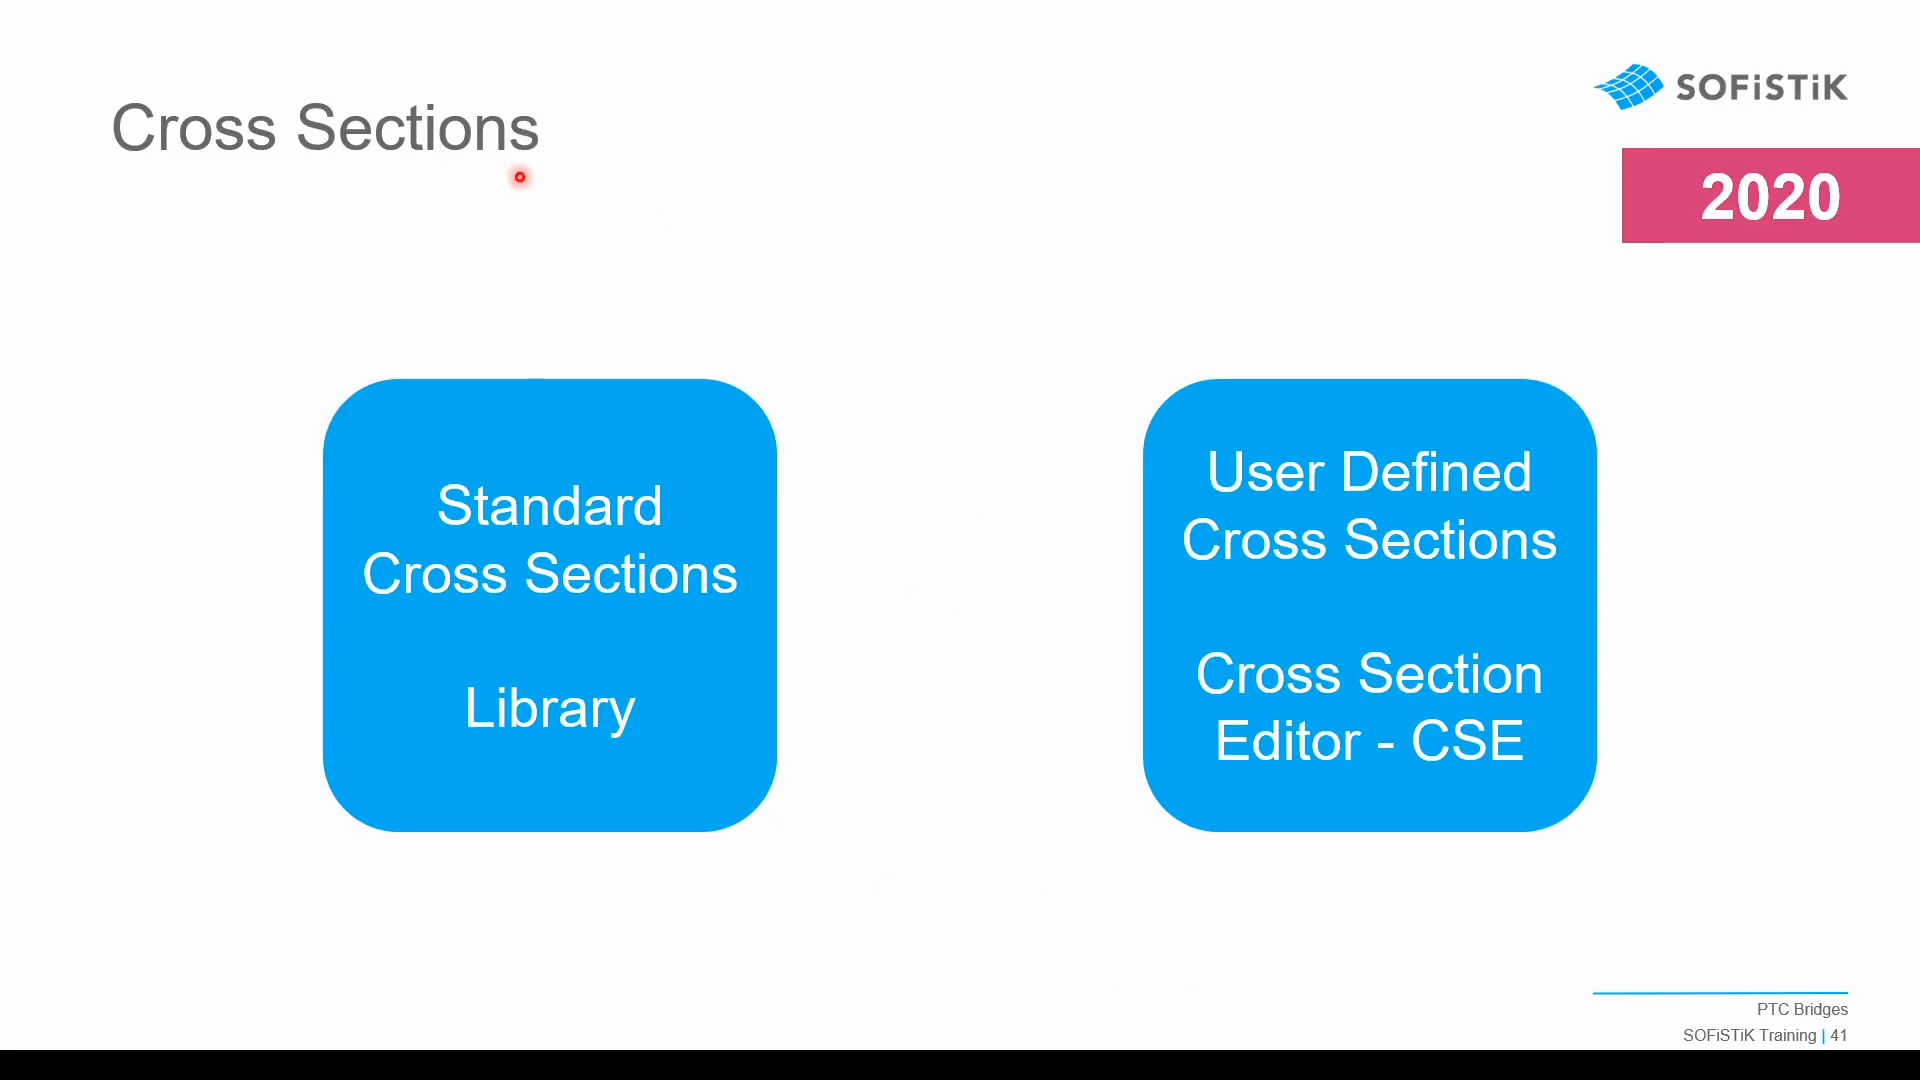 SOFiSTiK
Cross Sections
2020
Standard
Cross Sections
Library
User Defined
Cross Sections
Cross Section
Editor - CSE
PTC Bridges
SOFiSTiK Training | 41